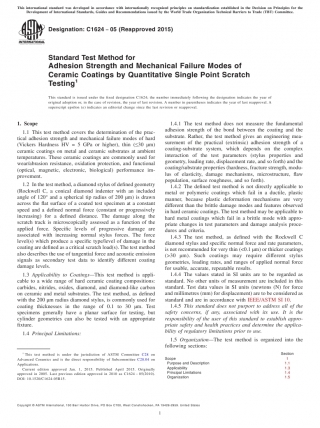 This international standard was developed in accordance with internationally recognized principles on standardization established in the Decision on Principles for the
Development of International Standards, Guides and Recommendations issued by the World Trade Organization Technical Barriers to Trade (TBT) Committee.
Designation: C1624 - 05 (Reapproved 2015)
INTERNATIONAL
Standard Test Method for
Adhesion Strength and Mechanical Failure Modes of
Ceramic Coatings by Quantitative Single Point Scratch
Testing1
This standard is issued under the fixed designation C1624; the number immediately following the designation indicates the year of
original adoption or, in the case of revision, the year of last revision. A number in parentheses indicates the year of last reapproval. A
superscript epsilon (ε) indicates an editorial change since the last revision or reapproval.
1. Scope
1.1 This test method covers the determination of the prac-
tical adhesion strength and mechanical failure modes of hard
(Vickers Hardness HV = 5 GPa or higher), thin (≤30 μm)
ceramic coatings on metal and ceramic substrates at ambient
temperatures. These ceramic coatings are commonly used for
wear/abrasion resistance, oxidation protection, and functional
(optical, magnetic, electronic, biological) performance im-
provement.
1.2 In the test method, a diamond stylus of defined geometry
(Rockwell C, a conical diamond indenter with an included
angle of 120° and a spherical tip radius of 200 μm) is drawn
across the flat surface of a coated test specimen at a constant
speed and a defined normal force (constant or progressively
increasing) for a defined distance. The damage along the
scratch track is microscopically assessed as a function of the
applied force. Specific levels of progressive damage are
associated with increasing normal stylus forces. The force
level(s) which produce a specific type/level of damage in the
coating are defined as a critical scratch load(s). The test method
also describes the use of tangential force and acoustic emission
signals as secondary test data to identify different coating
damage levels.
1.3 Applicability to Coatings—This test method is appli-
cable to a wide range of hard ceramic coating compositions:
carbides, nitrides, oxides, diamond, and diamond-like carbon
on ceramic and metal substrates. The test method, as defined
with the 200 μm radius diamond stylus, is commonly used for
coating thicknesses in the range of 0.1 to 30 μm. Test
specimens generally have a planar surface for testing, but
cylinder geometries can also be tested with an appropriate
fixture.
1.4 Principal Limitations:
1 This test method is under the jurisdiction of ASTM Committee C28 on
Advanced Ceramics and is the direct responsibility of Subcommittee C28.04 on
Applications.
Current edition approved Jan. 1, 2015. Published April 2015. Originally
approved in 2005. Last previous edition approved in 2010 as C1624 – 05(2010).
DOI: 10.1520/C1624-05R15.
1.4.1 The test method does not measure the fundamental
adhesion strength of the bond between the coating and the
substrate. Rather, the test method gives an engineering mea-
surement of the practical (extrinsic) adhesion strength of a
coating-substrate system, which depends on the complex
interaction of the test parameters (stylus properties and
geometry, loading rate, displacement rate, and so forth) and the
coating/substrate properties (hardness, fracture strength, modu-
lus of elasticity, damage mechanisms, microstructure, flaw
population, surface roughness, and so forth).
1.4.2 The defined test method is not directly applicable to
metal or polymeric coatings which fail in a ductile, plastic
manner, because plastic deformation mechanisms are very
different than the brittle damage modes and features observed
in hard ceramic coatings. The test method may be applicable to
hard metal coatings which fail in a brittle mode with appro-
priate changes in test parameters and damage analysis proce-
dures and criteria.
1.4.3 The test method, as defined with the Rockwell C
diamond stylus and specific normal force and rate parameters,
is not recommended for very thin (<0.1 μm) or thicker coatings
(>30 μm). Such coatings may require different stylus
geometries, loading rates, and ranges of applied normal force
for usable, accurate, repeatable results.
1.4.4 The values stated in SI units are to be regarded as
standard. No other units of measurement are included in this
standard. Test data values in SI units (newtons (N) for force
and millimetres (mm) for displacement) are to be considered as
standard and are in accordance with IEEE/ASTM SI 10.
1.4.5 This standard does not purport to address all of the
safety concerns, if any, associated with its use. It is the
responsibility of the user of this standard to establish appro-
priate safety and health practices and determine the applica-
bility of regulatory limitations prior to use.
1.5 Organization—The test method is organized into the
following sections:
Section
Scope 1
Purpose and Description 1.1
Applicability 1.3
Principal Limitations 1.4
Organization 1.5
Copyright © ASTM International, 100 Barr Harbor Drive, PO Box C700, West Conshohocken, PA 19428-2959. United States
1